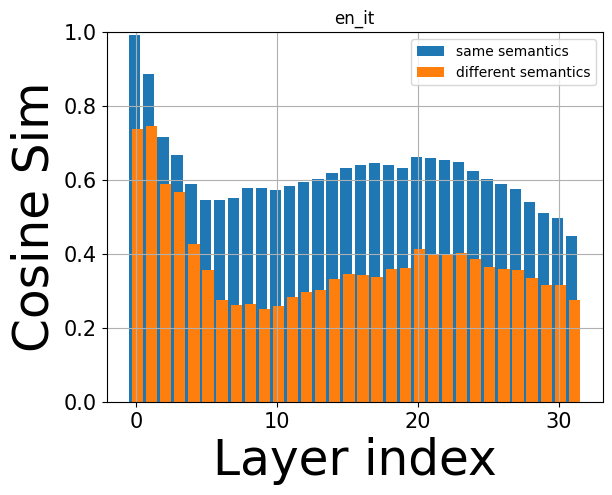 en_it
same semantics
different semantics
Cosine Sim
1.0
0.8
0.6
0.4
0.2
0.0
0 10 20 30
Layer index